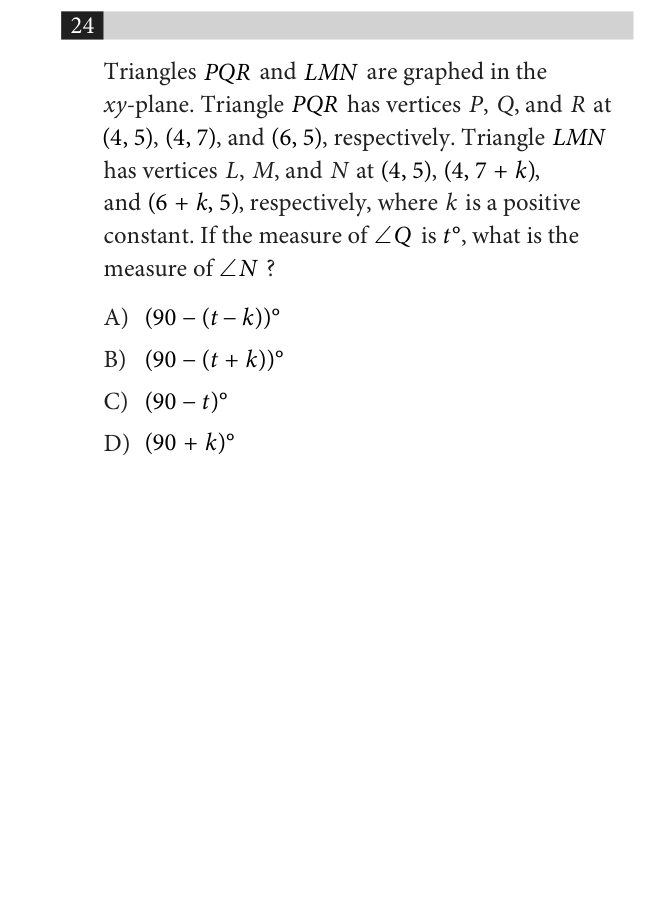 24
Triangles PQR and LMN are graphed in the
xy-plane. Triangle PQR has vertices P, Q, and R at
(4, 5), (4, 7), and (6, 5), respectively. Triangle LMN
has vertices L, M, and N at (4, 5), (4, 7 + k),
and (6 + k, 5), respectively, where k is a positive
constant. If the measure of ∠Q is t°, what is the
measure of ∠N ?
A) (90 – (t – k))°
B) (90 – (t + k))°
C) (90 – t)°
D) (90 + k)°